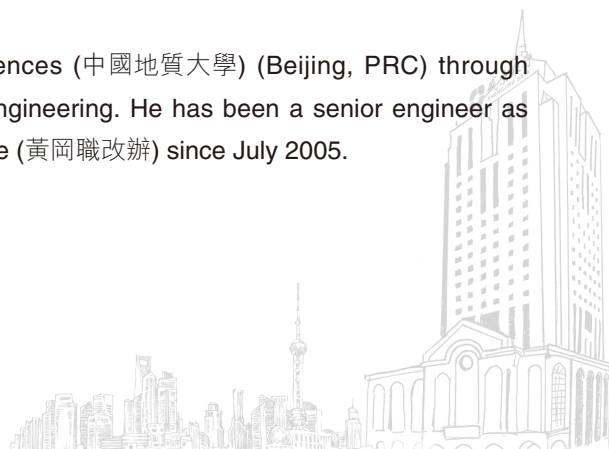 ences (中國地質大學) (Beijing, PRC) through
ngineering. He has been a senior engineer as
e (黃岡職改辦) since July 2005.